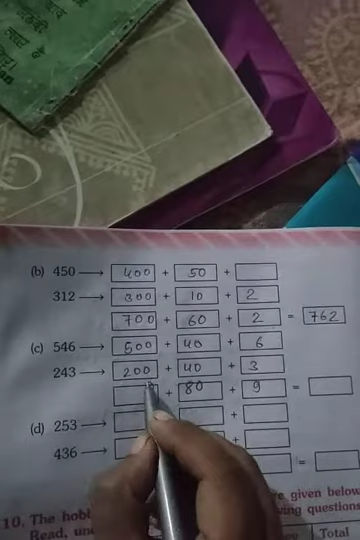 (b) 450 → 400 + 50 +
312 → 300 + 10 + 2
700 + 60 + 2 = 762
(c) 546 → 500 + 40 + 6
243 → 200 + 40 + 3
+ 80 + 9 =
(d) 253 → + +
436 → + =
e given below
10. The hobb ing questions
Read, un Total